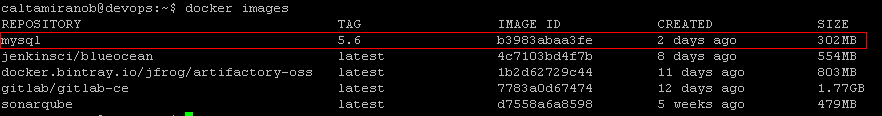 caltamiranob@devops:~$ docker images
REPOSITORY TAG IMAGE ID CREATED SIZE
mysql 5.6 b3983abaa3fe 2 days ago 302MB
jenkinsci/blueocean latest 4c7103bd4f7b 8 days ago 554MB
docker.bintray.io/jfrog/artifactory-oss latest 1b2d62729c44 11 days ago 803MB
gitlab/gitlab-ce latest 7783a0d67474 12 days ago 1.77GB
sonarqube latest d7558a6a8598 5 weeks ago 479MB